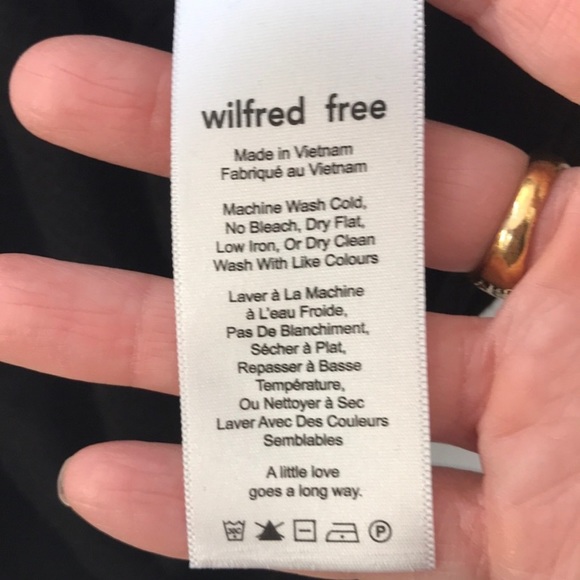 wilfred free
Made in Vietnam
Fabriqué au Vietnam
Machine Wash Cold,
No Bleach, Dry Flat,
Low Iron, Or Dry Clean
Wash With Like Colours
Laver à La Machine
à L'eau Froide,
Pas De Blanchiment,
Sécher à Plat,
Repasser à Basse
Température,
Ou Nettoyer à Sec
Laver Avec Des Couleurs
Semblables
A little love
goes a long way.
30C P